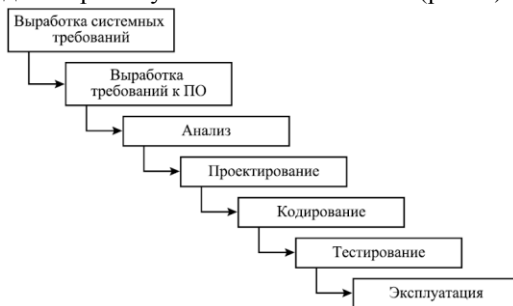 Выработка системных
требований
Выработка
требований к ПО
Анализ
Проектирование
Кодирование
Тестирование
Эксплуатация